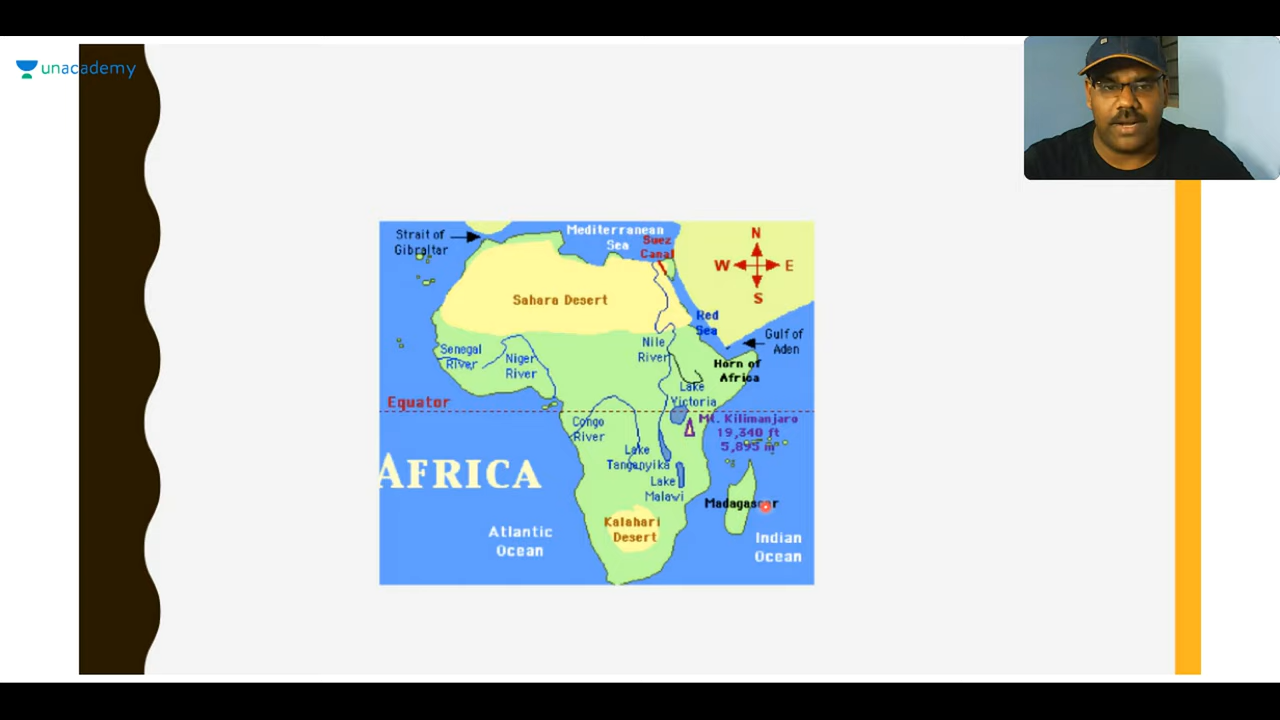 unacademy
Strait of
Gibraltar
Mediterranean
Sea
Suez
Canal
N
W
E
S
Sahara Desert
Red
Sea
Gulf of
Aden
Senegal
River
Niger
River
Nile
River
Horn of
Africa
Lake
Victoria
Equator
Mt. Kilimanjaro
19,340 ft
5,895 m
Congo
River
Lake
Tanganyika
Lake
Malawi
AFRICA
Madagascar
Kalahari
Desert
Atlantic
Ocean
Indian
Ocean